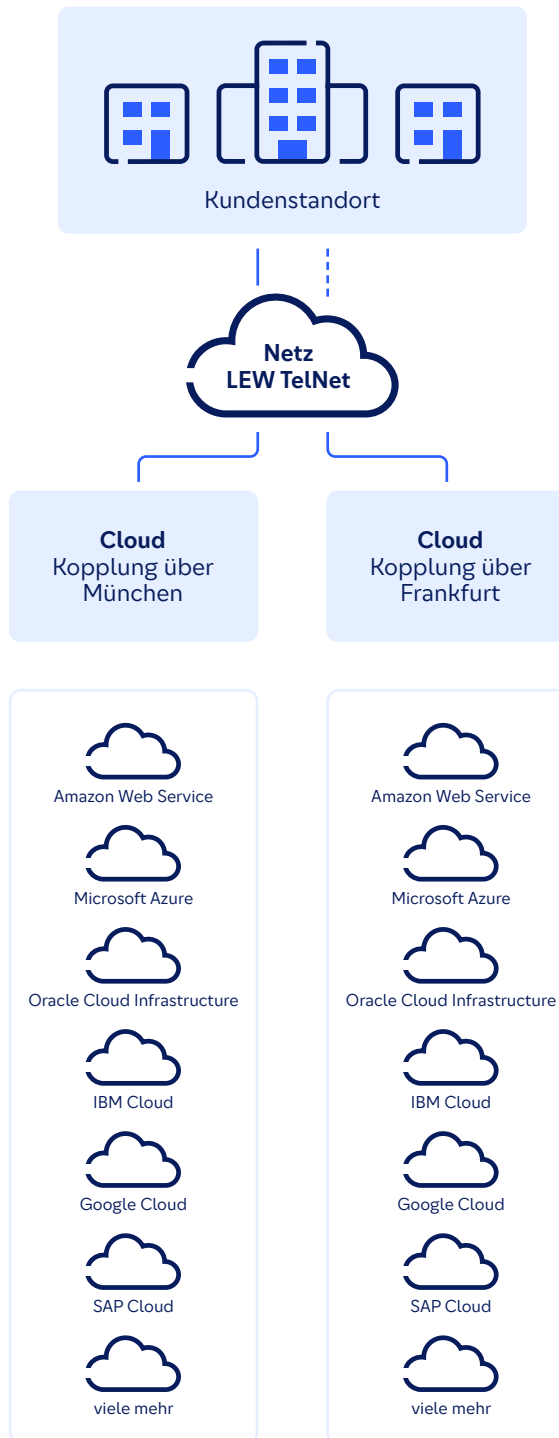 Kundenstandort
Netz
LEW TelNet
Cloud
Kopplung über
München
Cloud
Kopplung über
Frankfurt
Amazon Web Service
Microsoft Azure
Oracle Cloud Infrastructure
IBM Cloud
Google Cloud
SAP Cloud
viele mehr
Amazon Web Service
Microsoft Azure
Oracle Cloud Infrastructure
IBM Cloud
Google Cloud
SAP Cloud
viele mehr